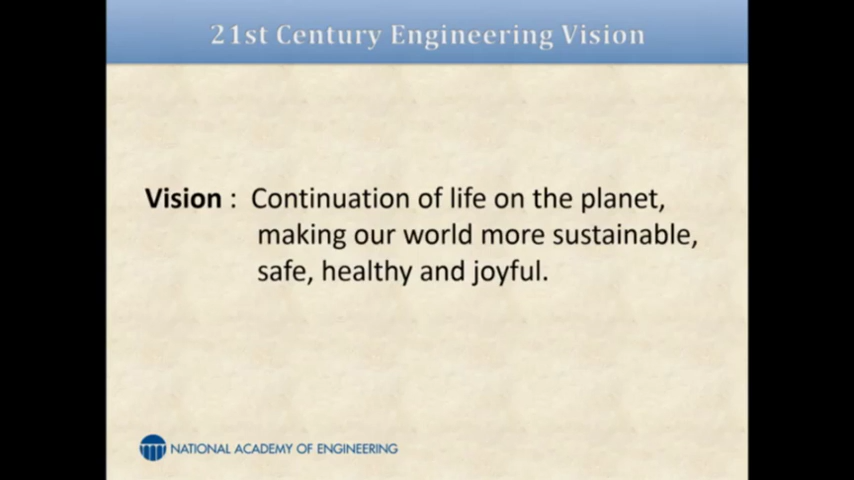 21st Century Engineering Vision
Vision : Continuation of life on the planet,
making our world more sustainable,
safe, healthy and joyful.
NATIONAL ACADEMY OF ENGINEERING